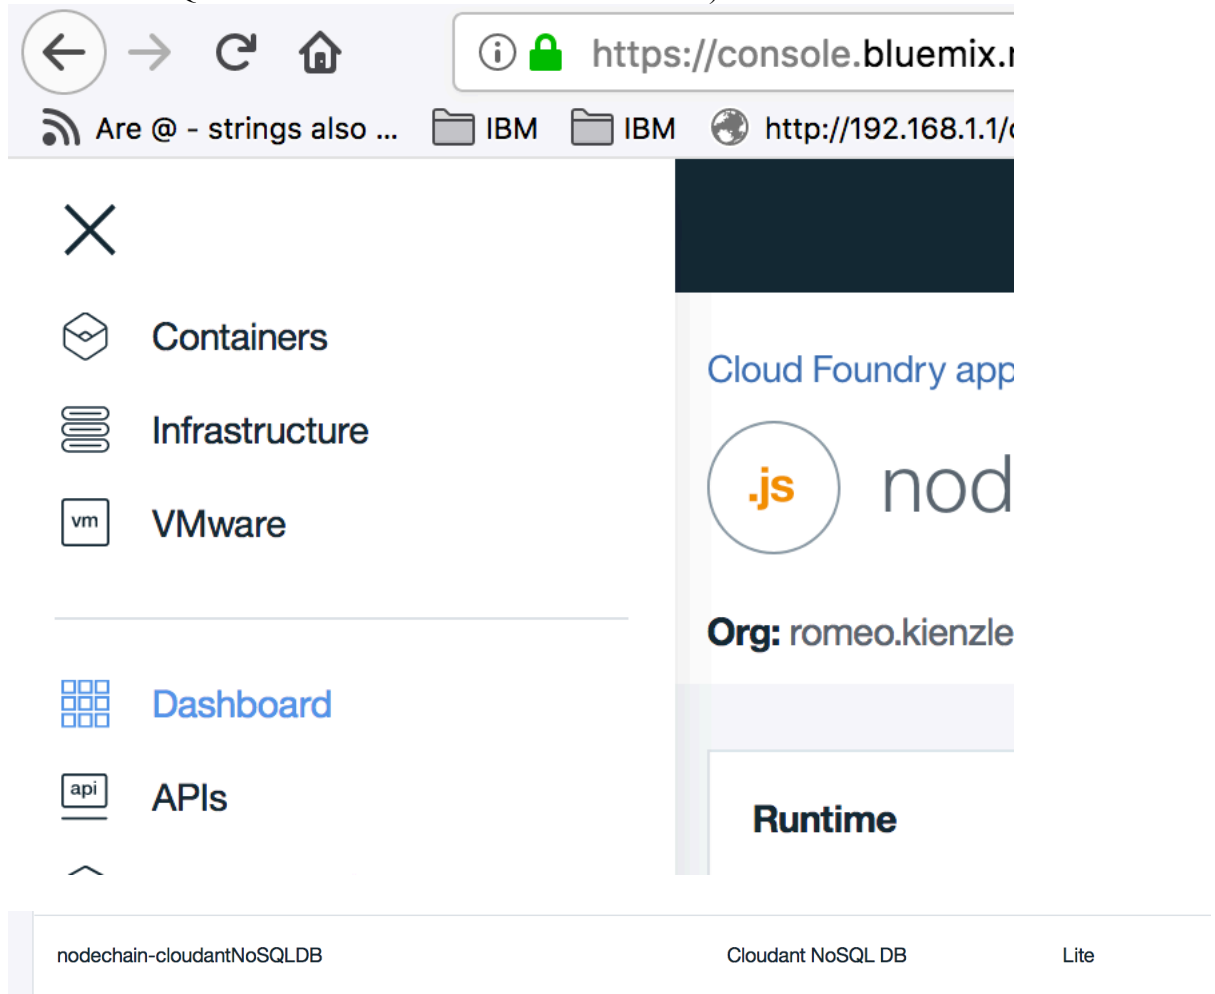 https://console.bluemix.
Are @ - strings also ... IBM IBM http://192.168.1.1/
Containers
Infrastructure
vm VMware
Dashboard
api APIs
Cloud Foundry app
.js nod
Org: romeo.kienzle
Runtime
nodechain-cloudantNoSQLDB Cloudant NoSQL DB Lite